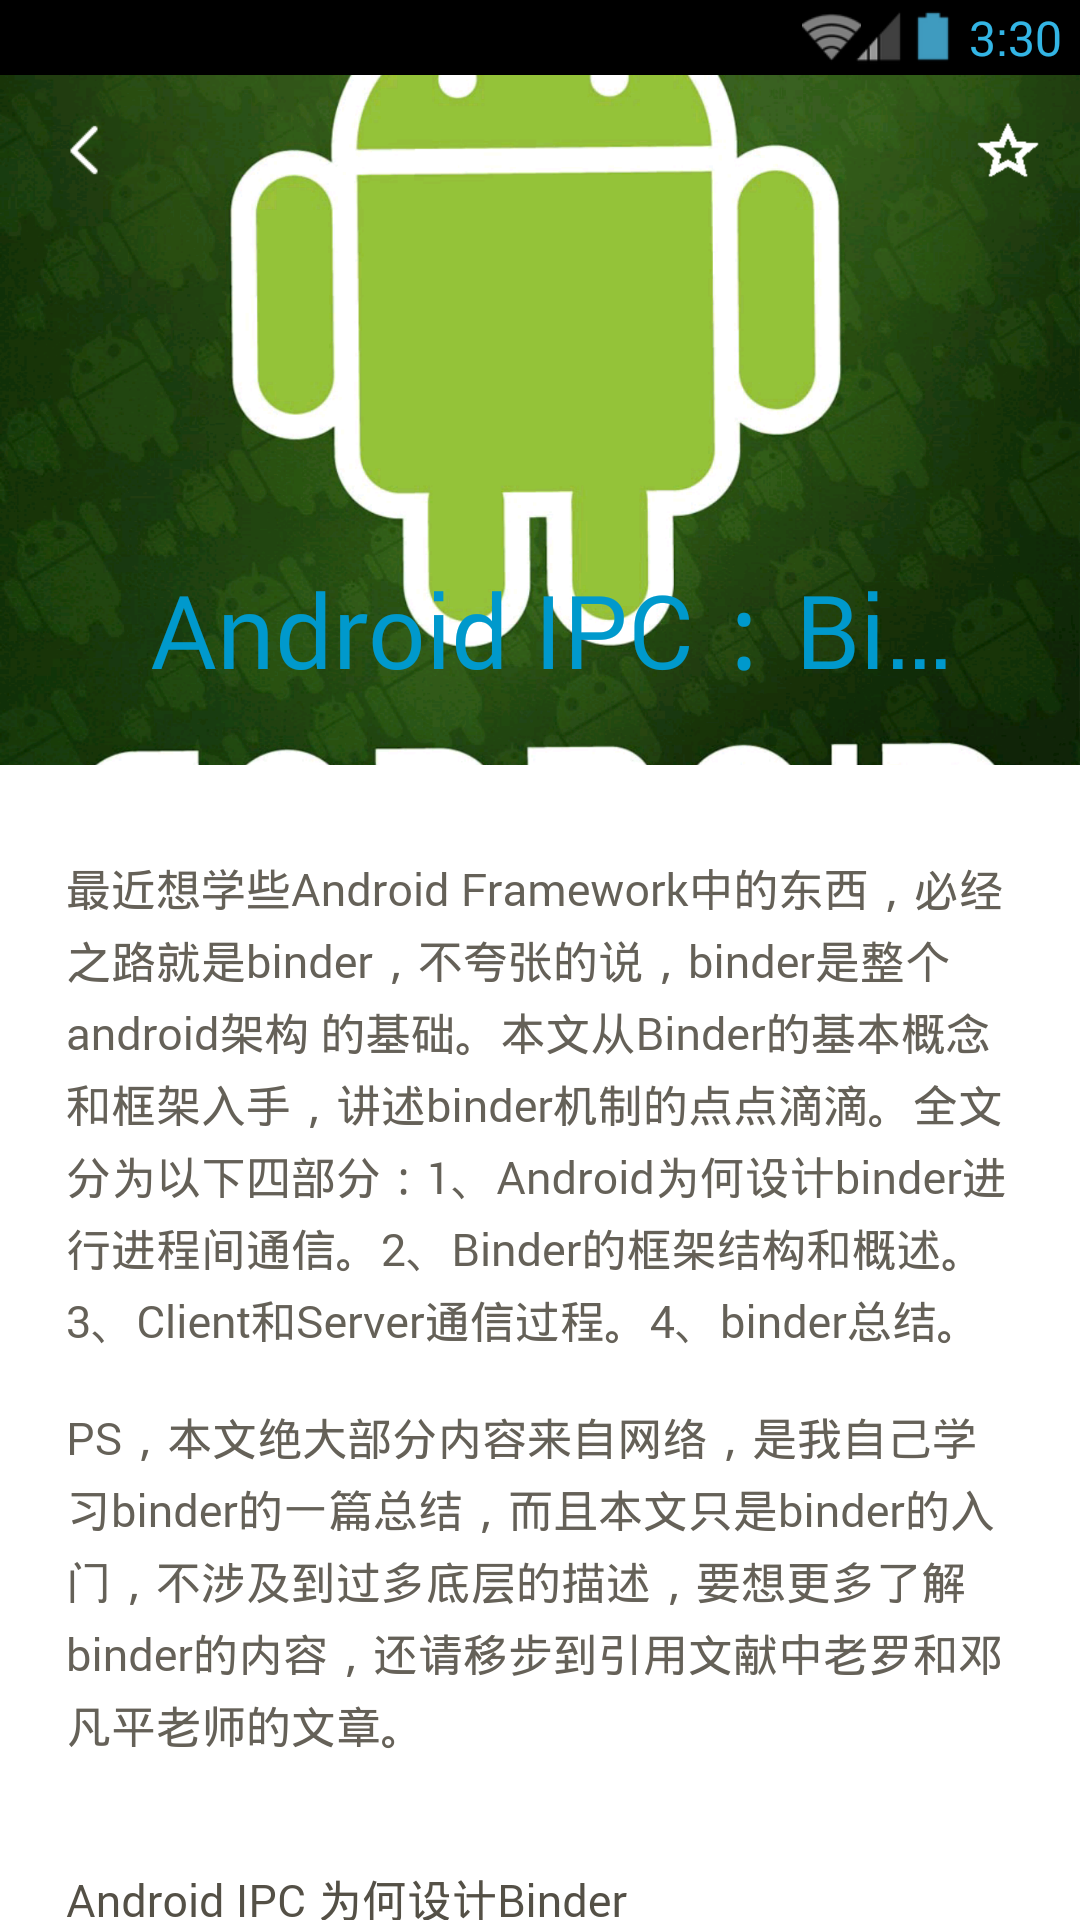 3:30
Android IPC：Bi...
最近想学些Android Framework中的东西，必经
之路就是binder，不夸张的说，binder是整个
android架构 的基础。本文从Binder的基本概念
和框架入手，讲述binder机制的点点滴滴。全文
分为以下四部分：1、Android为何设计binder进
行进程间通信。2、Binder的框架结构和概述。
3、Client和Server通信过程。4、binder总结。
PS，本文绝大部分内容来自网络，是我自己学
习binder的一篇总结，而且本文只是binder的入
门，不涉及到过多底层的描述，要想更多了解
binder的内容，还请移步到引用文献中老罗和邓
凡平老师的文章。
Android IPC 为何设计Binder